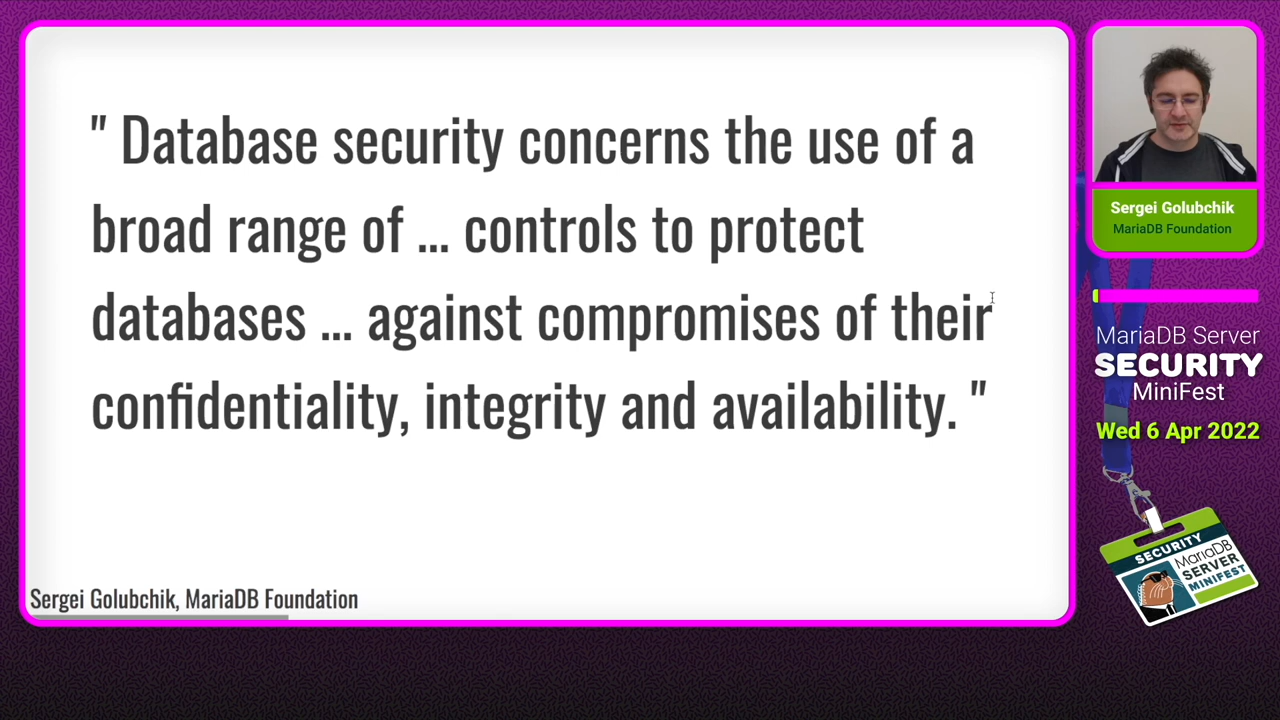 " Database security concerns the use of a
broad range of ... controls to protect
databases ... against compromises of their
confidentiality, integrity and availability. "
Sergei Golubchik, MariaDB Foundation
Sergei Golubchik
MariaDB Foundation
MariaDB Server
SECURITY
MiniFest
Wed 6 Apr 2022
SECURITY
MariaDB
SERVER
MINIFEST